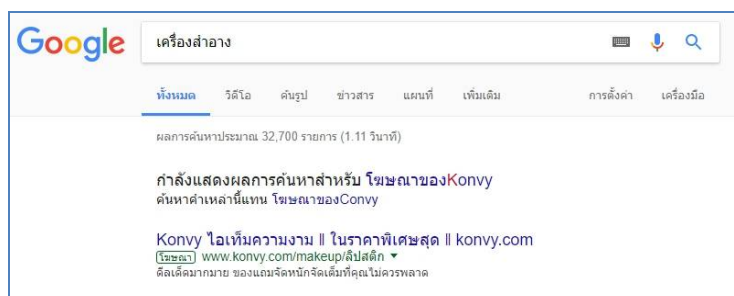 Google
เครื่องสำอาง
ทั้งหมด วิดีโอ ค้นรูป ข่าวสาร แผนที่ เพิ่มเติม การตั้งค่า เครื่องมือ
ผลการค้นหาประมาณ 32,700 รายการ (1.11 วินาที)
กำลังแสดงผลการค้นหาสำหรับ โฆษณาของKonvy
ค้นหาคำเหล่านี้แทน โฆษณาของConvy
Konvy ไอเท็มความงาม ‖ ในราคาพิเศษสุด ‖ konvy.com
โฆษณา www.konvy.com/makeup/ลิปสติก
ดีลเด็ดมากมาย ของแถมจัดหนักจัดเต็มที่คุณไม่ควรพลาด